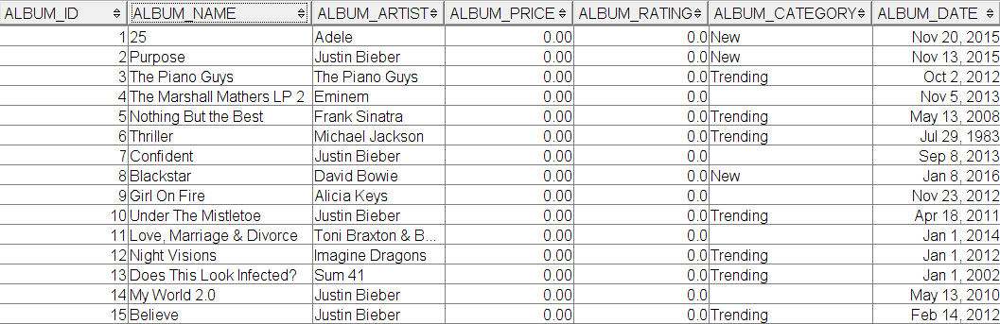 ALBUM_ID ALBUM_NAME ALBUM_ARTIST ALBUM_PRICE ALBUM_RATING ALBUM_CATEGORY ALBUM_DATE
1 25 Adele 0.00 0.0 New Nov 20, 2015
2 Purpose Justin Bieber 0.00 0.0 New Nov 13, 2015
3 The Piano Guys The Piano Guys 0.00 0.0 Trending Oct 2, 2012
4 The Marshall Mathers LP 2 Eminem 0.00 0.0 Nov 5, 2013
5 Nothing But the Best Frank Sinatra 0.00 0.0 Trending May 13, 2008
6 Thriller Michael Jackson 0.00 0.0 Trending Jul 29, 1983
7 Confident Justin Bieber 0.00 0.0 Sep 8, 2013
8 Blackstar David Bowie 0.00 0.0 New Jan 8, 2016
9 Girl On Fire Alicia Keys 0.00 0.0 Nov 23, 2012
10 Under The Mistletoe Justin Bieber 0.00 0.0 Trending Apr 18, 2011
11 Love, Marriage & Divorce Toni Braxton & B... 0.00 0.0 Jan 1, 2014
12 Night Visions Imagine Dragons 0.00 0.0 Trending Jan 1, 2012
13 Does This Look Infected? Sum 41 0.00 0.0 Trending Jan 1, 2002
14 My World 2.0 Justin Bieber 0.00 0.0 May 13, 2010
15 Believe Justin Bieber 0.00 0.0 Trending Feb 14, 2012